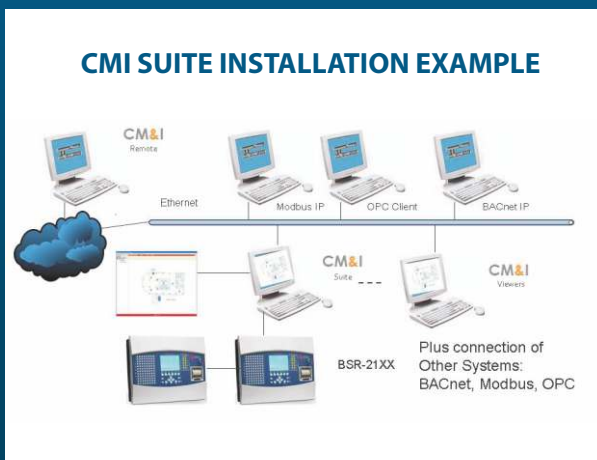 CMI SUITE INSTALLATION EXAMPLE
CM&I
Remote
Ethernet
Modbus IP
OPC Client
BACnet IP
CM&I
Suite
CM&I
Viewers
BSR-21XX
Plus connection of
Other Systems:
BACnet, Modbus, OPC